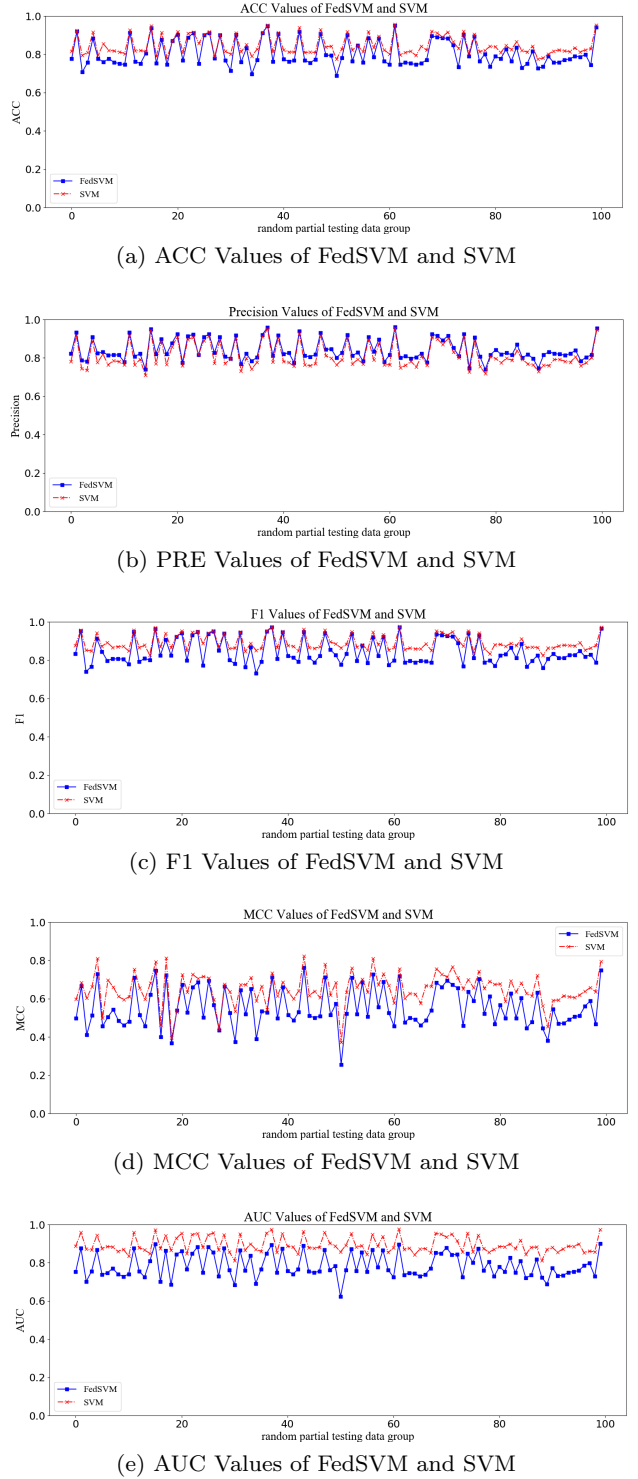 ACC Values of FedSVM and SVM
1.0
0.8
0.6
0.4
0.2
0.0
ACC
FedSVM
SVM
0 20 40 60 80 100
random partial testing data group
(a) ACC Values of FedSVM and SVM
Precision Values of FedSVM and SVM
1.0
0.8
0.6
0.4
0.2
0.0
Precision
FedSVM
SVM
0 20 40 60 80 100
random partial testing data group
(b) PRE Values of FedSVM and SVM
F1 Values of FedSVM and SVM
1.0
0.8
0.6
0.4
0.2
0.0
F1
FedSVM
SVM
0 20 40 60 80 100
random partial testing data group
(c) F1 Values of FedSVM and SVM
MCC Values of FedSVM and SVM
1.0
0.8
0.6
0.4
0.2
0.0
MCC
FedSVM
SVM
0 20 40 60 80 100
random partial testing data group
(d) MCC Values of FedSVM and SVM
AUC Values of FedSVM and SVM
1.0
0.8
0.6
0.4
0.2
0.0
AUC
FedSVM
SVM
0 20 40 60 80 100
random partial testing data group
(e) AUC Values of FedSVM and SVM